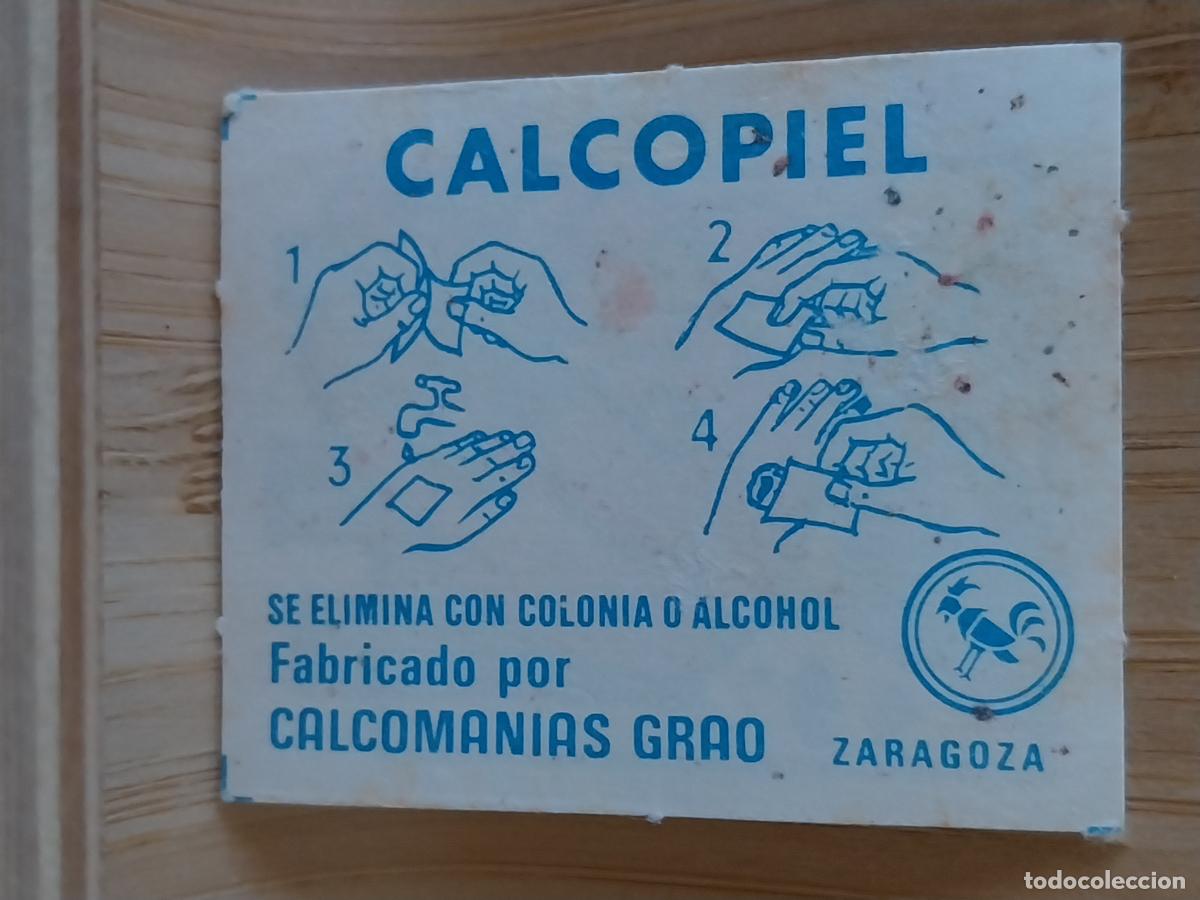 CALCOPIEL
1
2
3
4
SE ELIMINA CON COLONIA O ALCOHOL
Fabricado por
CALCOMANIAS GRAO
ZARAGOZA
todocoleccion